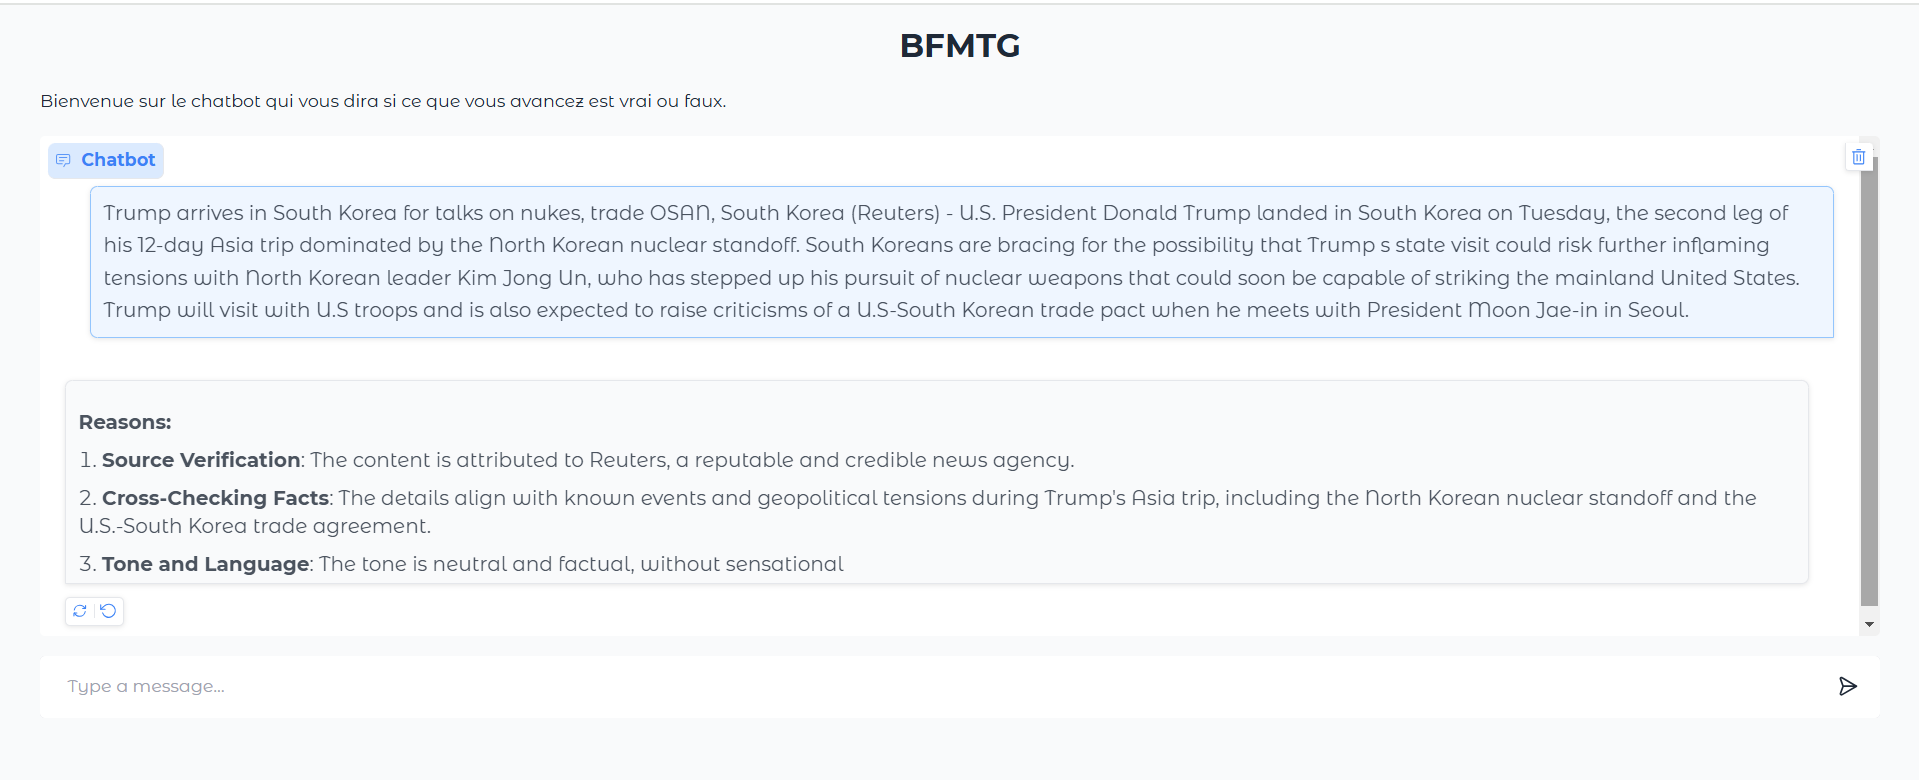 BFMTG
Bienvenue sur le chatbot qui vous dira si ce que vous avancez est vrai ou faux.
Chatbot
Trump arrives in South Korea for talks on nukes, trade OSAN, South Korea (Reuters) - U.S. President Donald Trump landed in South Korea on Tuesday, the second leg of
his 12-day Asia trip dominated by the North Korean nuclear standoff. South Koreans are bracing for the possibility that Trump s state visit could risk further inflaming
tensions with North Korean leader Kim Jong Un, who has stepped up his pursuit of nuclear weapons that could soon be capable of striking the mainland United States.
Trump will visit with U.S troops and is also expected to raise criticisms of a U.S-South Korean trade pact when he meets with President Moon Jae-in in Seoul.
Reasons:
1. Source Verification: The content is attributed to Reuters, a reputable and credible news agency.
2. Cross-Checking Facts: The details align with known events and geopolitical tensions during Trump's Asia trip, including the North Korean nuclear standoff and the
U.S.-South Korea trade agreement.
3. Tone and Language: The tone is neutral and factual, without sensational
Type a message...